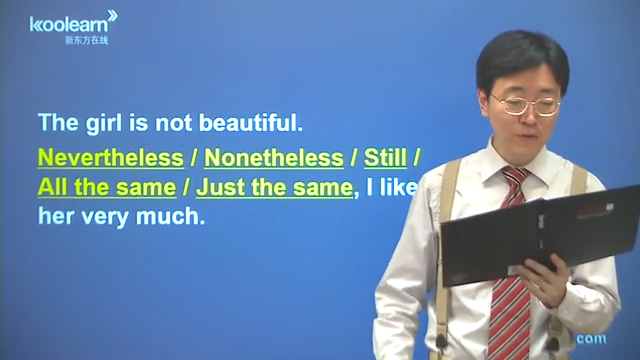 koolearn
新东方在线
The girl is not beautiful.
Nevertheless / Nonetheless / Still /
All the same / Just the same, I like
her very much.
com